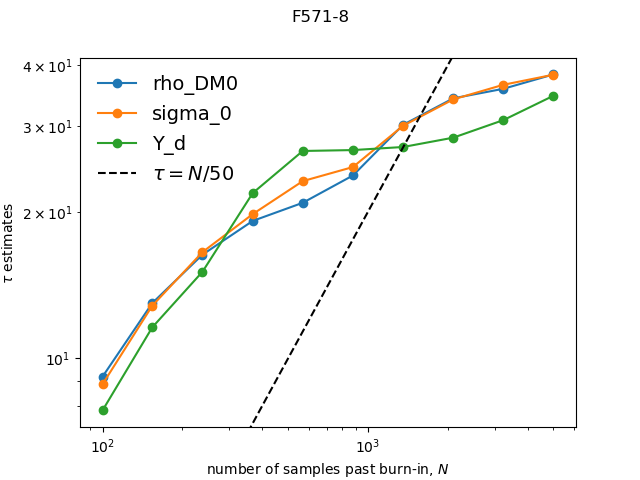 F571-8
4 × 10¹
3 × 10¹
2 × 10¹
10¹
τ estimates
rho_DM0
sigma_0
Y_d
τ = N/50
10²
10³
number of samples past burn-in, N